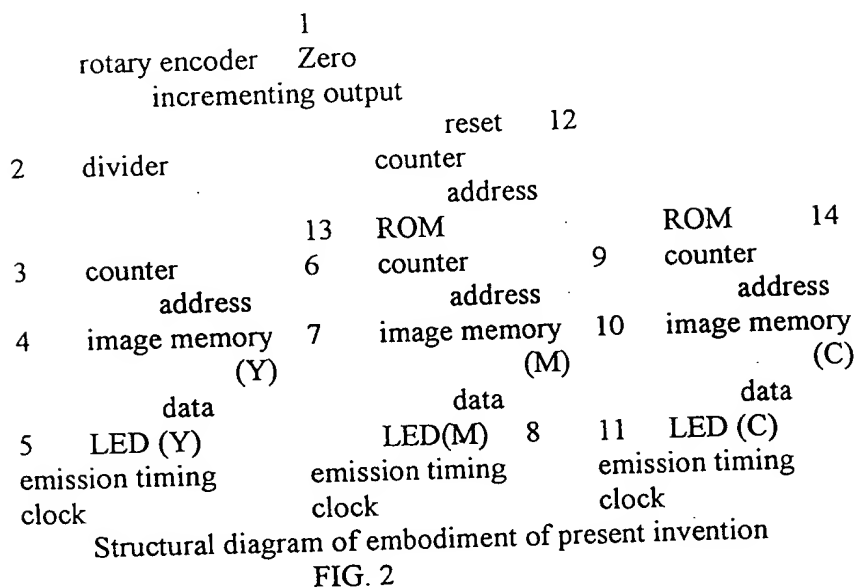 1
rotary encoder Zero
incrementing output
reset 12
2 divider counter
address
13 ROM ROM 14
3 counter 6 counter 9 counter
address address address
4 image memory 7 image memory 10 image memory
(Y) (M) (C)
data data data
5 LED (Y) LED(M) 8 11 LED (C)
emission timing emission timing emission timing
clock clock clock
Structural diagram of embodiment of present invention
FIG. 2